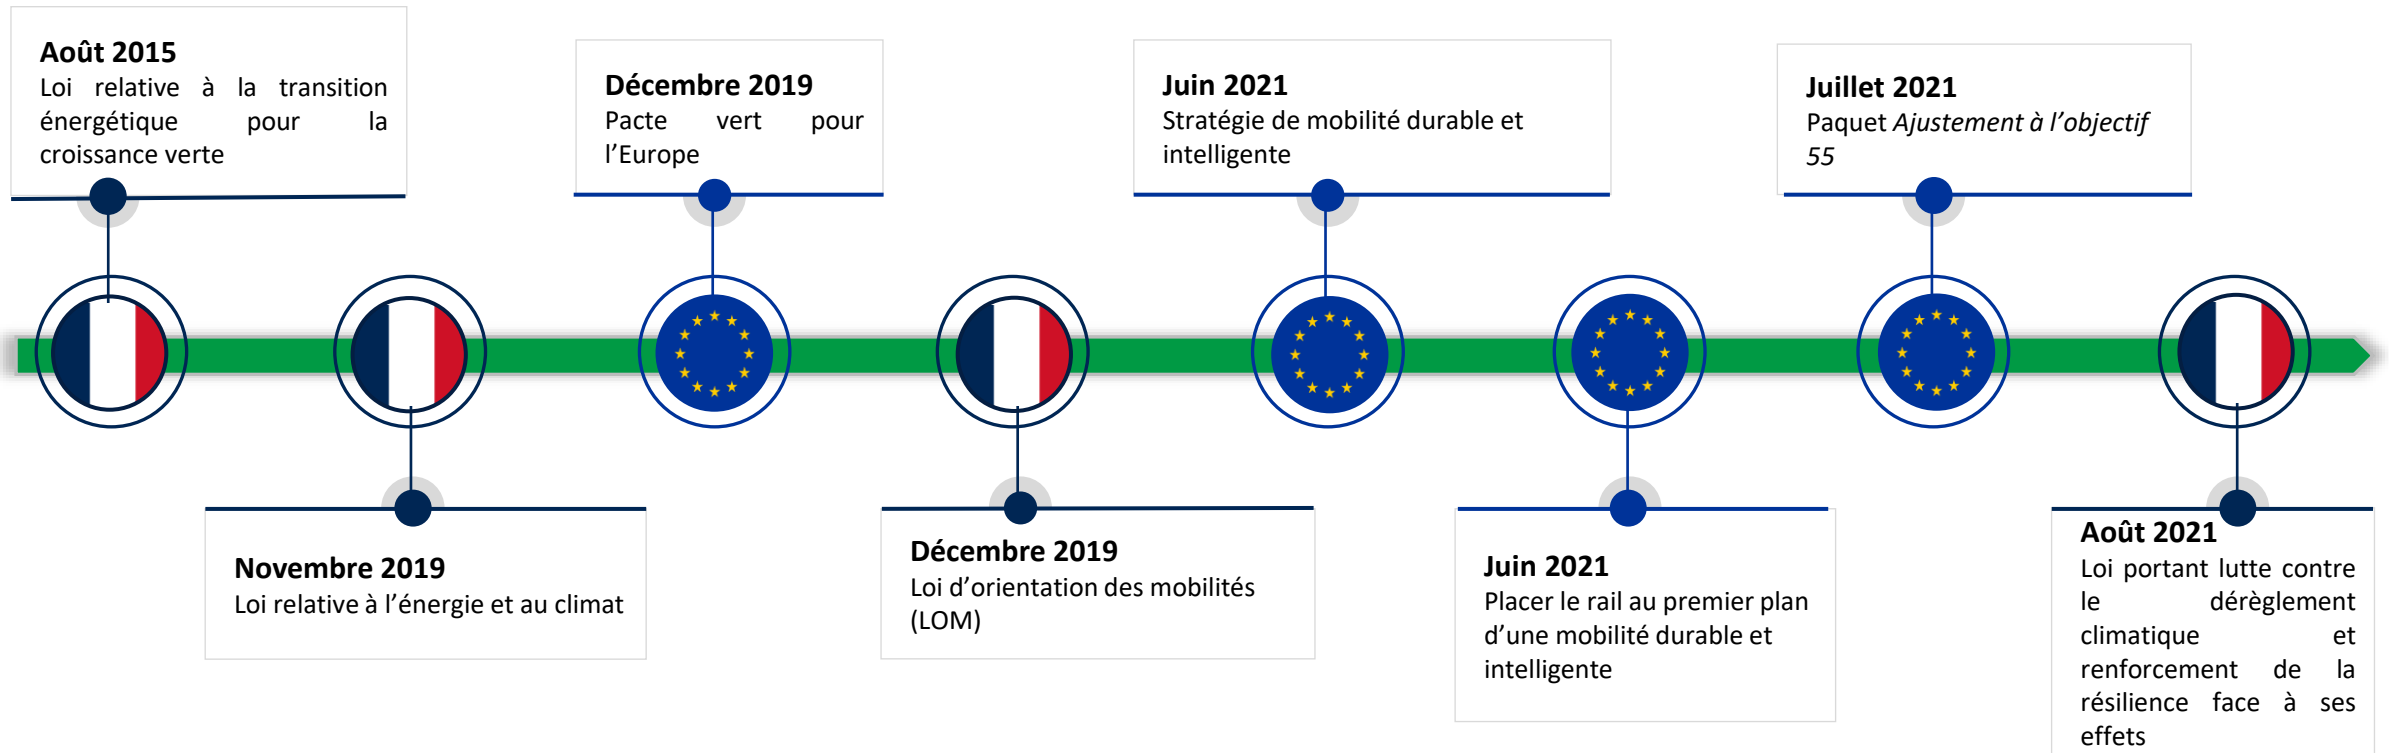 Août 2015
Loi relative à la transition
énergétique pour la
croissance verte
Novembre 2019
Loi relative à l’énergie et au climat
Décembre 2019
Pacte vert pour
l’Europe
Décembre 2019
Loi d’orientation des mobilités
(LOM)
Juin 2021
Stratégie de mobilité durable et
intelligente
Juin 2021
Placer le rail au premier plan
d’une mobilité durable et
intelligente
Juillet 2021
Paquet Ajustement à l’objectif
55
Août 2021
Loi portant lutte contre
le dérèglement
climatique et
renforcement de la
résilience face à ses
effets